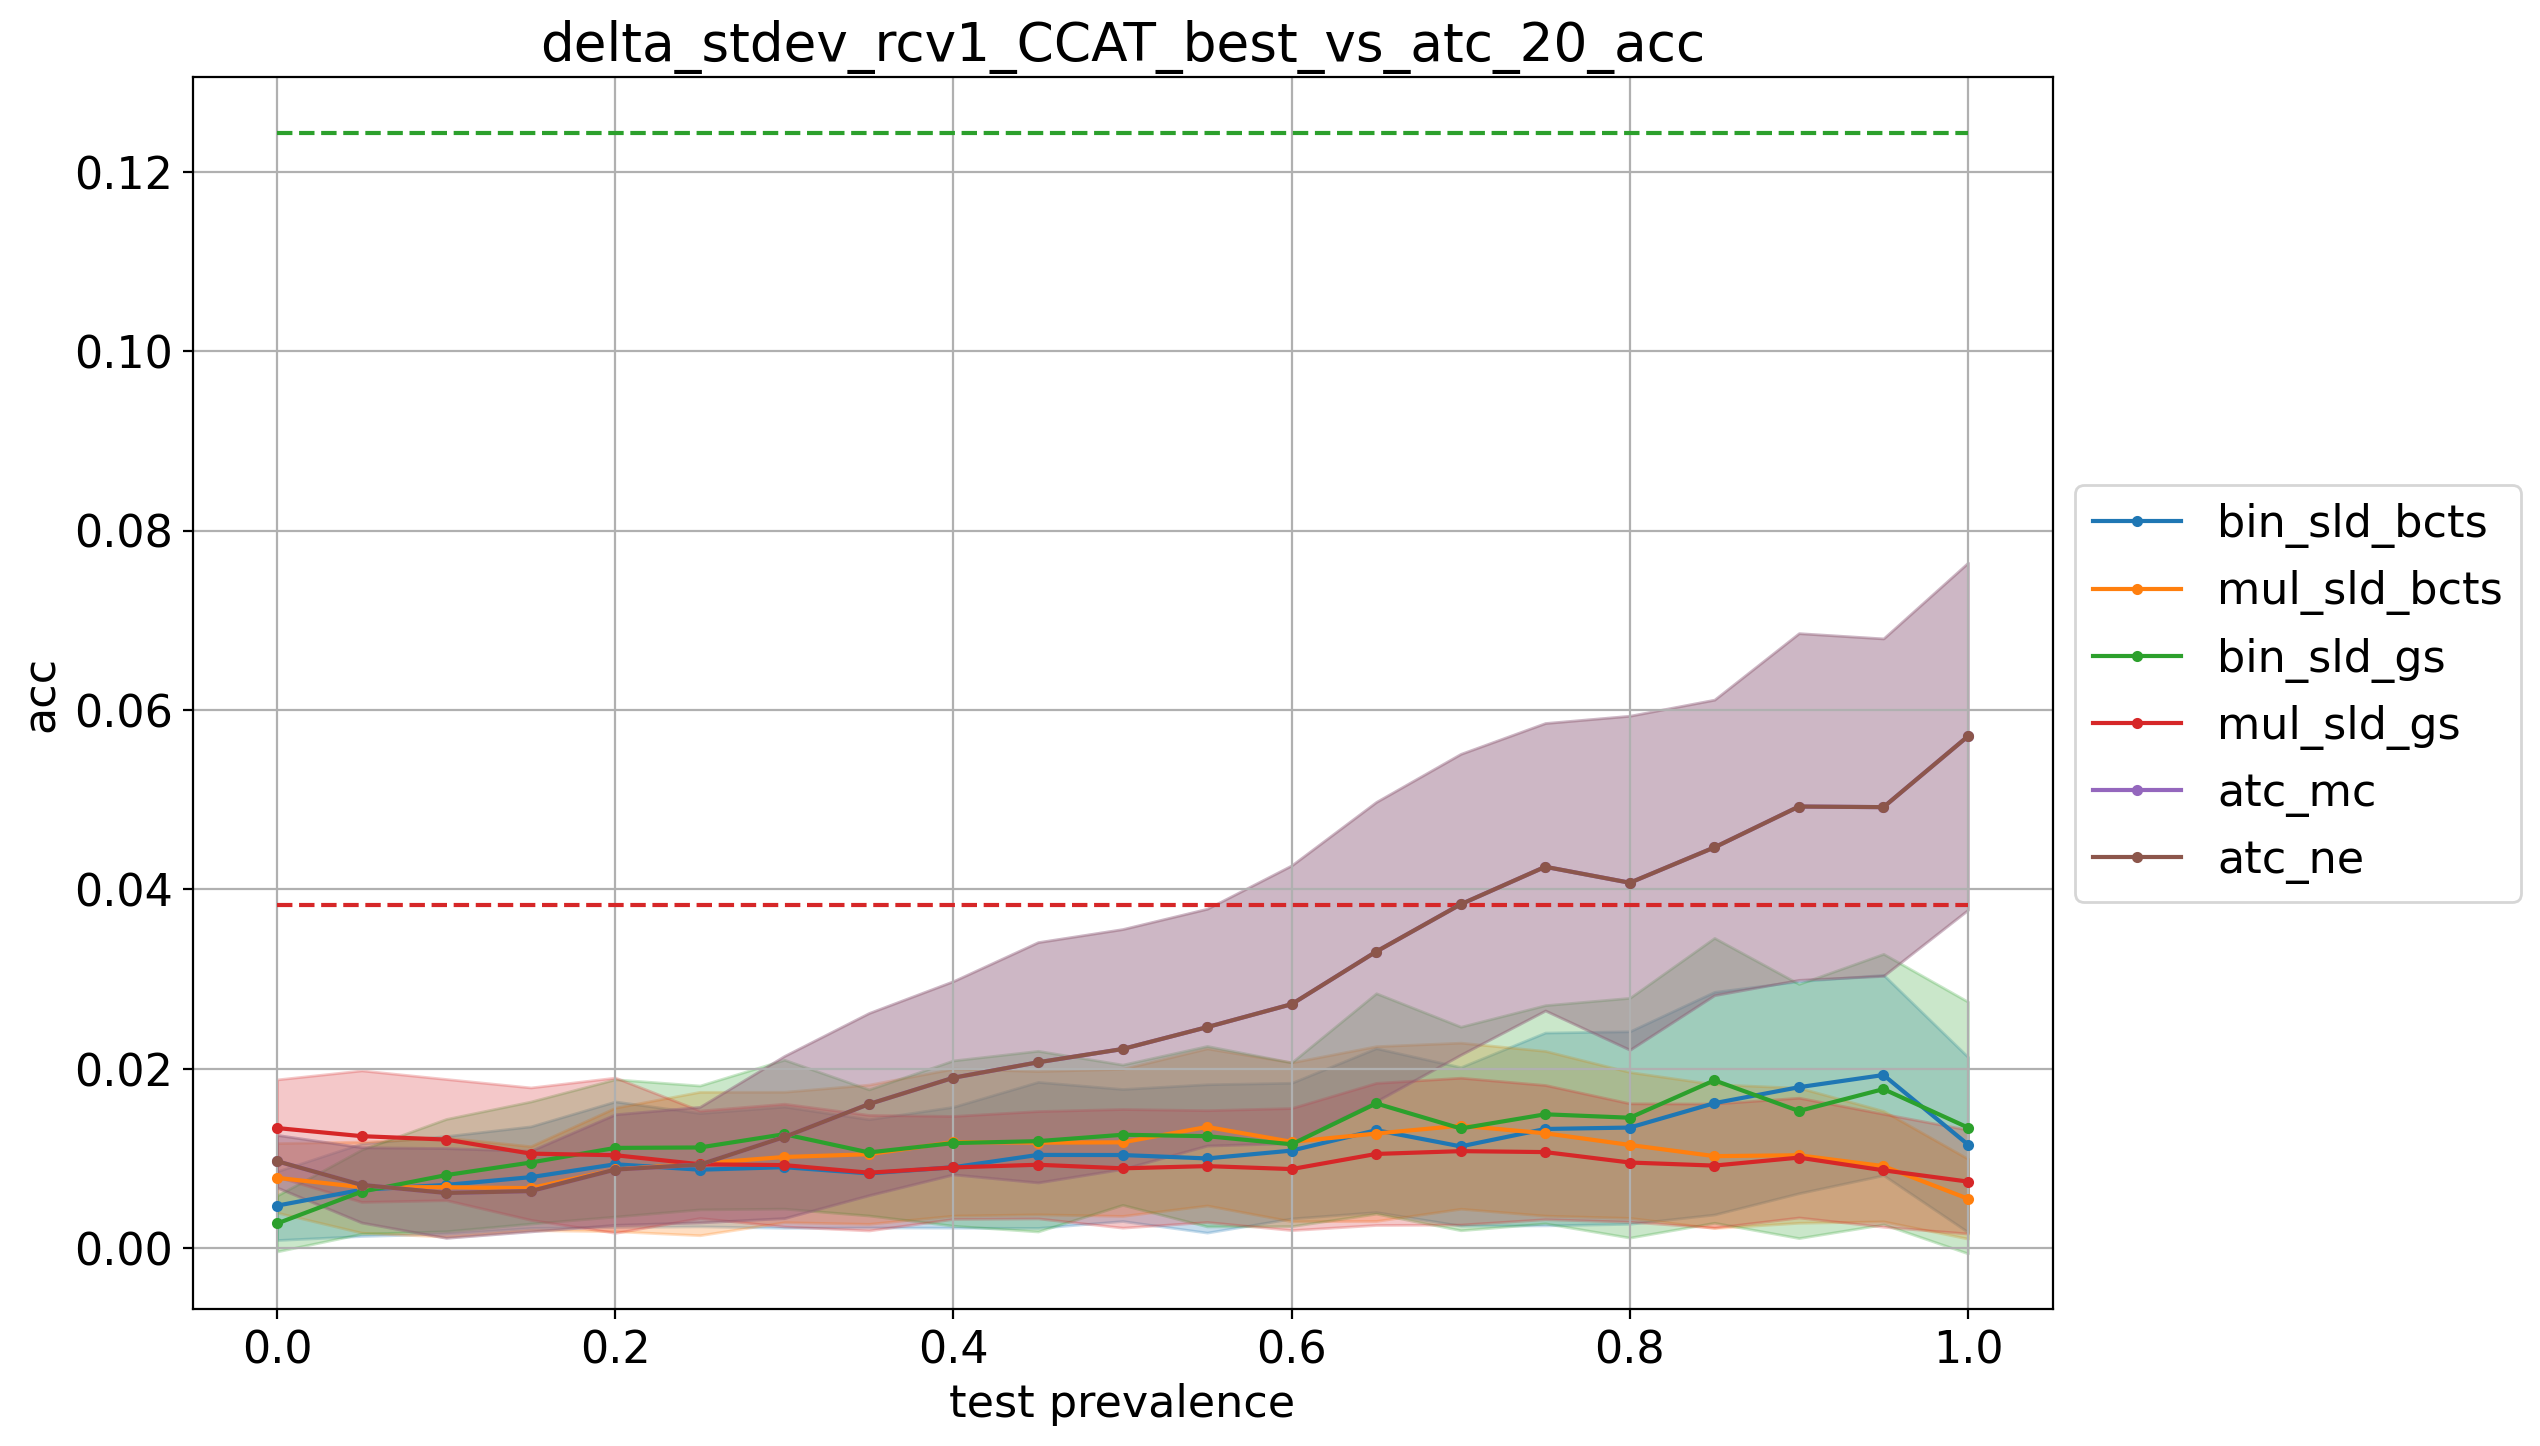 delta_stdev_rcv1_CCAT_best_vs_atc_20_acc
0.12
0.10
0.08
0.06
0.04
0.02
0.00
acc
0.0 0.2 0.4 0.6 0.8 1.0
test prevalence
bin_sld_bcts
mul_sld_bcts
bin_sld_gs
mul_sld_gs
atc_mc
atc_ne